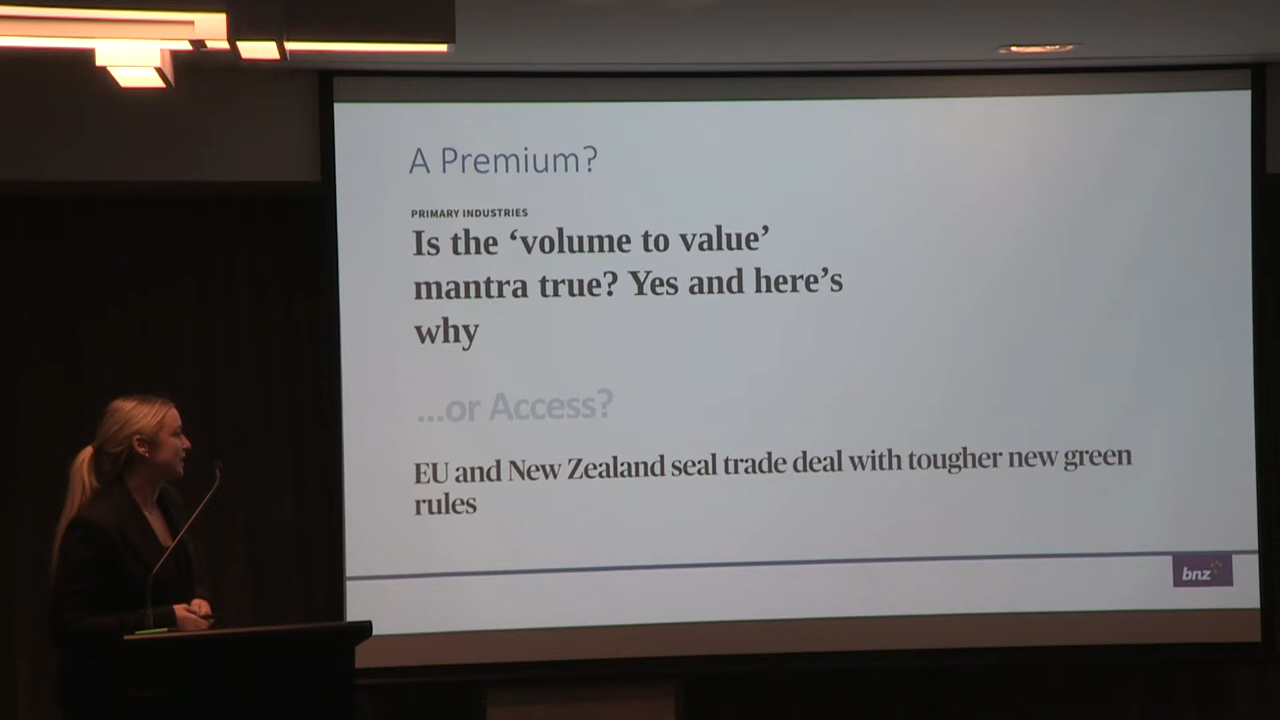 A Premium?
PRIMARY INDUSTRIES
Is the ‘volume to value’
mantra true? Yes and here’s
why
...or Access?
EU and New Zealand seal trade deal with tougher new green
rules
bnz